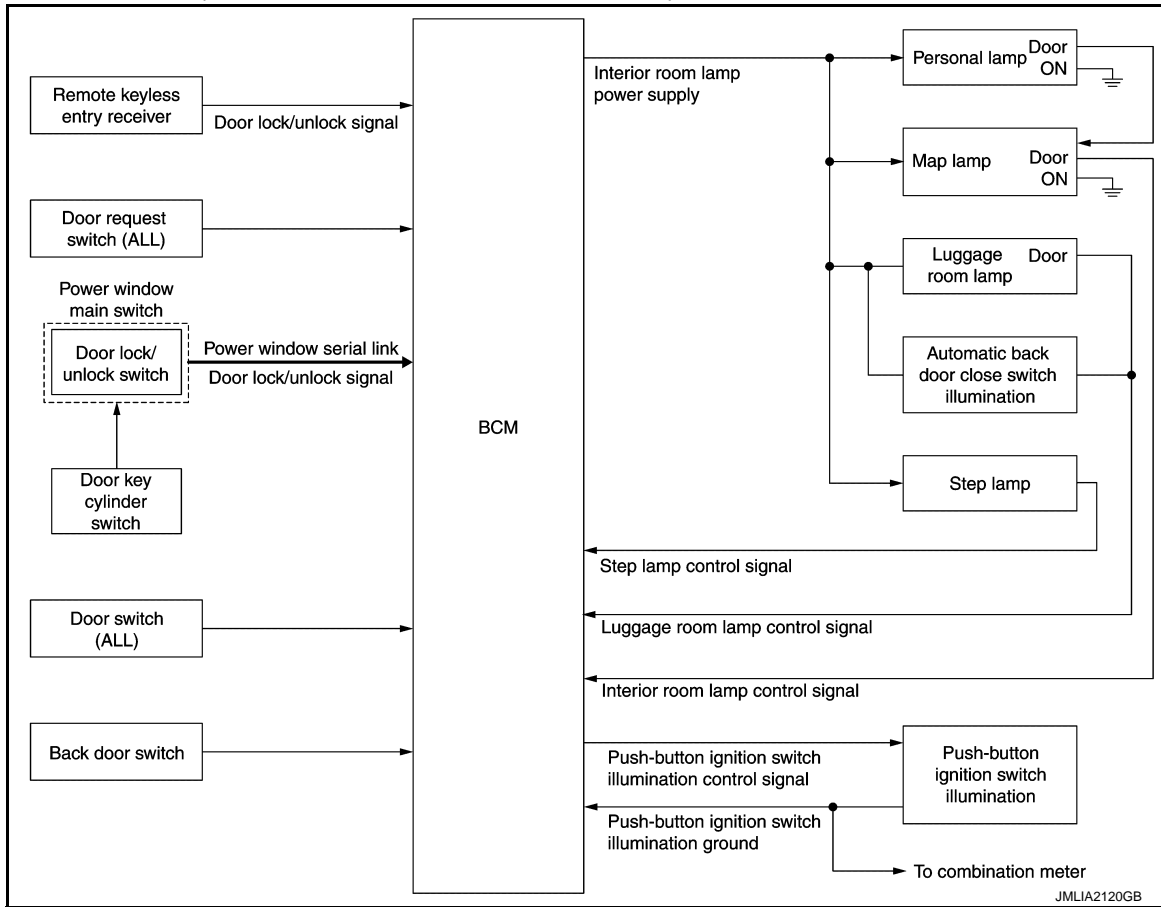 Remote keyless
entry receiver
Door lock/unlock signal
Door request
switch (ALL)
Power window
main switch
Door lock/
unlock switch
Power window serial link
Door lock/unlock signal
Door key
cylinder
switch
Door switch
(ALL)
Back door switch
BCM
Interior room lamp
power supply
Personal lamp
Door
ON
Map lamp
Door
ON
Luggage
room lamp
Door
Automatic back
door close switch
illumination
Step lamp
Step lamp control signal
Luggage room lamp control signal
Interior room lamp control signal
Push-button ignition switch
illumination control signal
Push-button
ignition switch
illumination
Push-button ignition switch
illumination ground
To combination meter
JMLIA2120GB